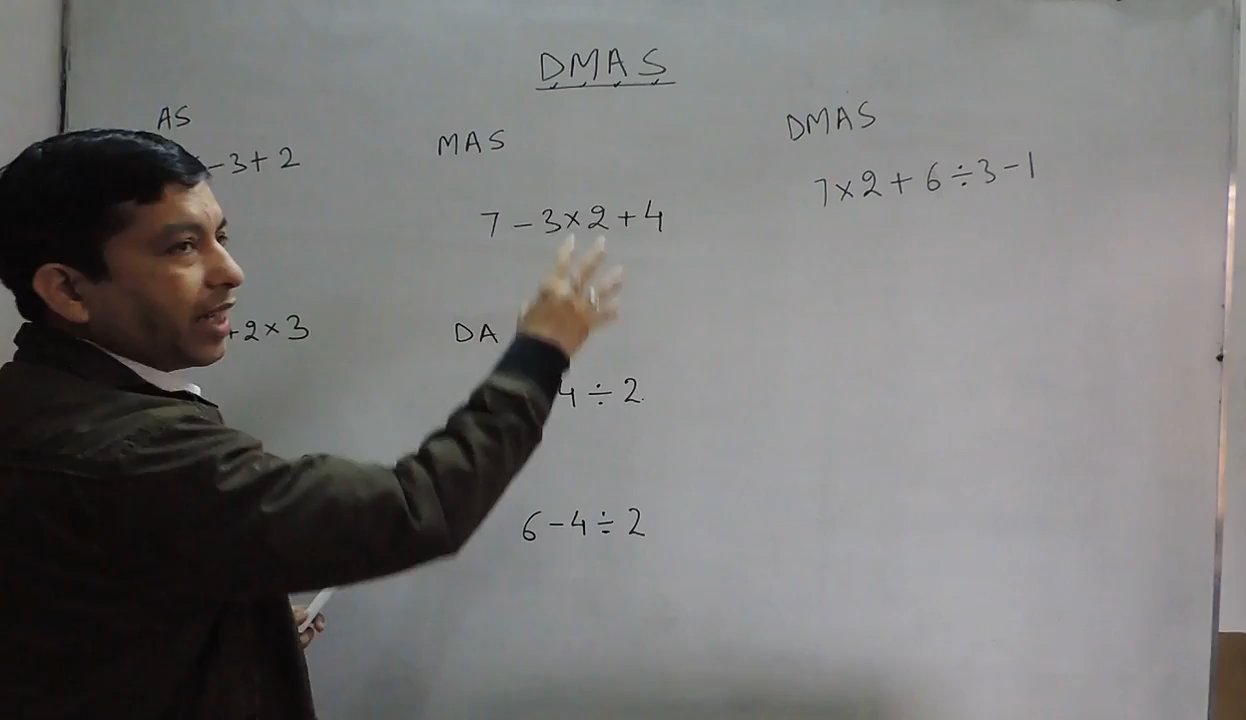 DMAS
AS
-3+2
+2×3
MAS
7-3×2+4
DA
4÷2
6-4÷2
DMAS
7×2+6÷3-1